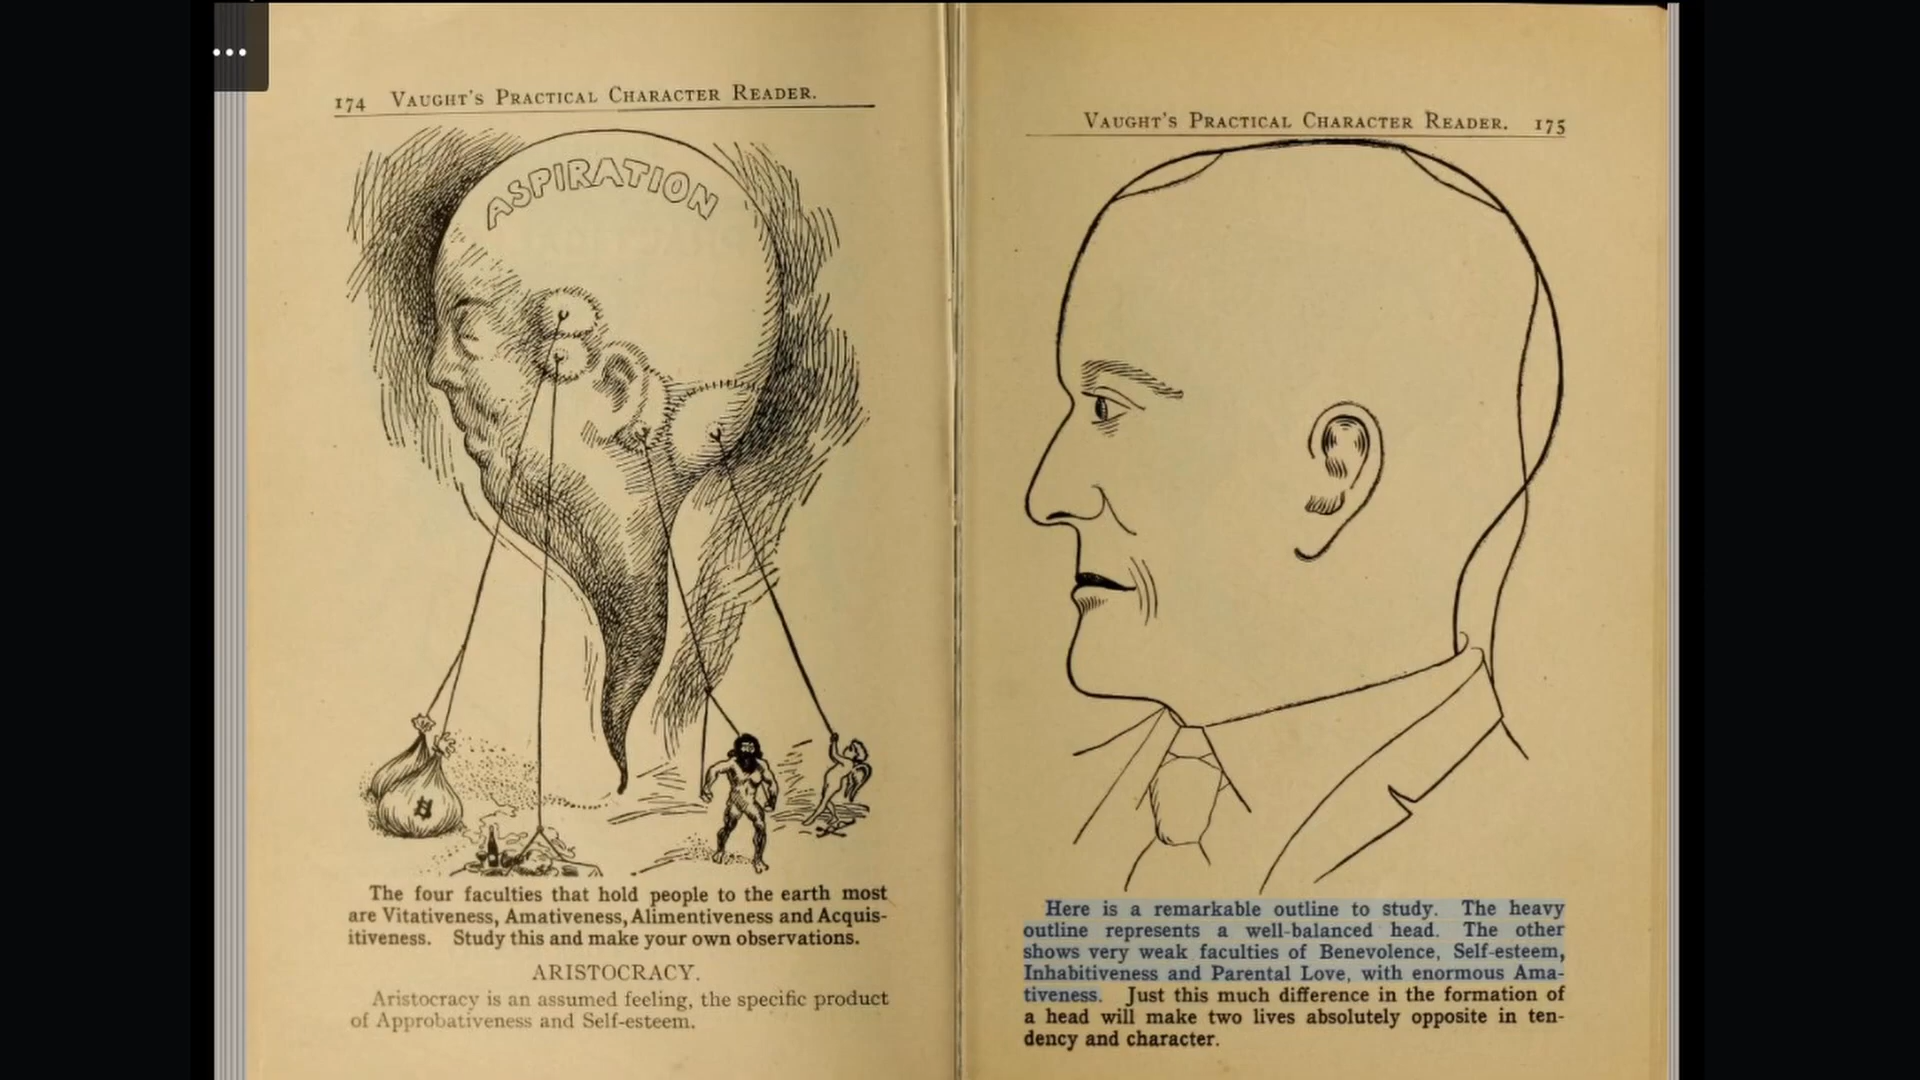 174 VAUGHT'S PRACTICAL CHARACTER READER.
ASPIRATION
The four faculties that hold people to the earth most
are Vitativeness, Amativeness, Alimentiveness and Acquis-
itiveness. Study this and make your own observations.
ARISTOCRACY.
Aristocracy is an assumed feeling, the specific product
of Approbativeness and Self-esteem.
VAUGHT'S PRACTICAL CHARACTER READER. 175
Here is a remarkable outline to study. The heavy
outline represents a well-balanced head. The other
shows very weak faculties of Benevolence, Self-esteem,
Inhabitiveness and Parental Love, with enormous Ama-
tiveness. Just this much difference in the formation of
a head will make two lives absolutely opposite in ten-
dency and character.